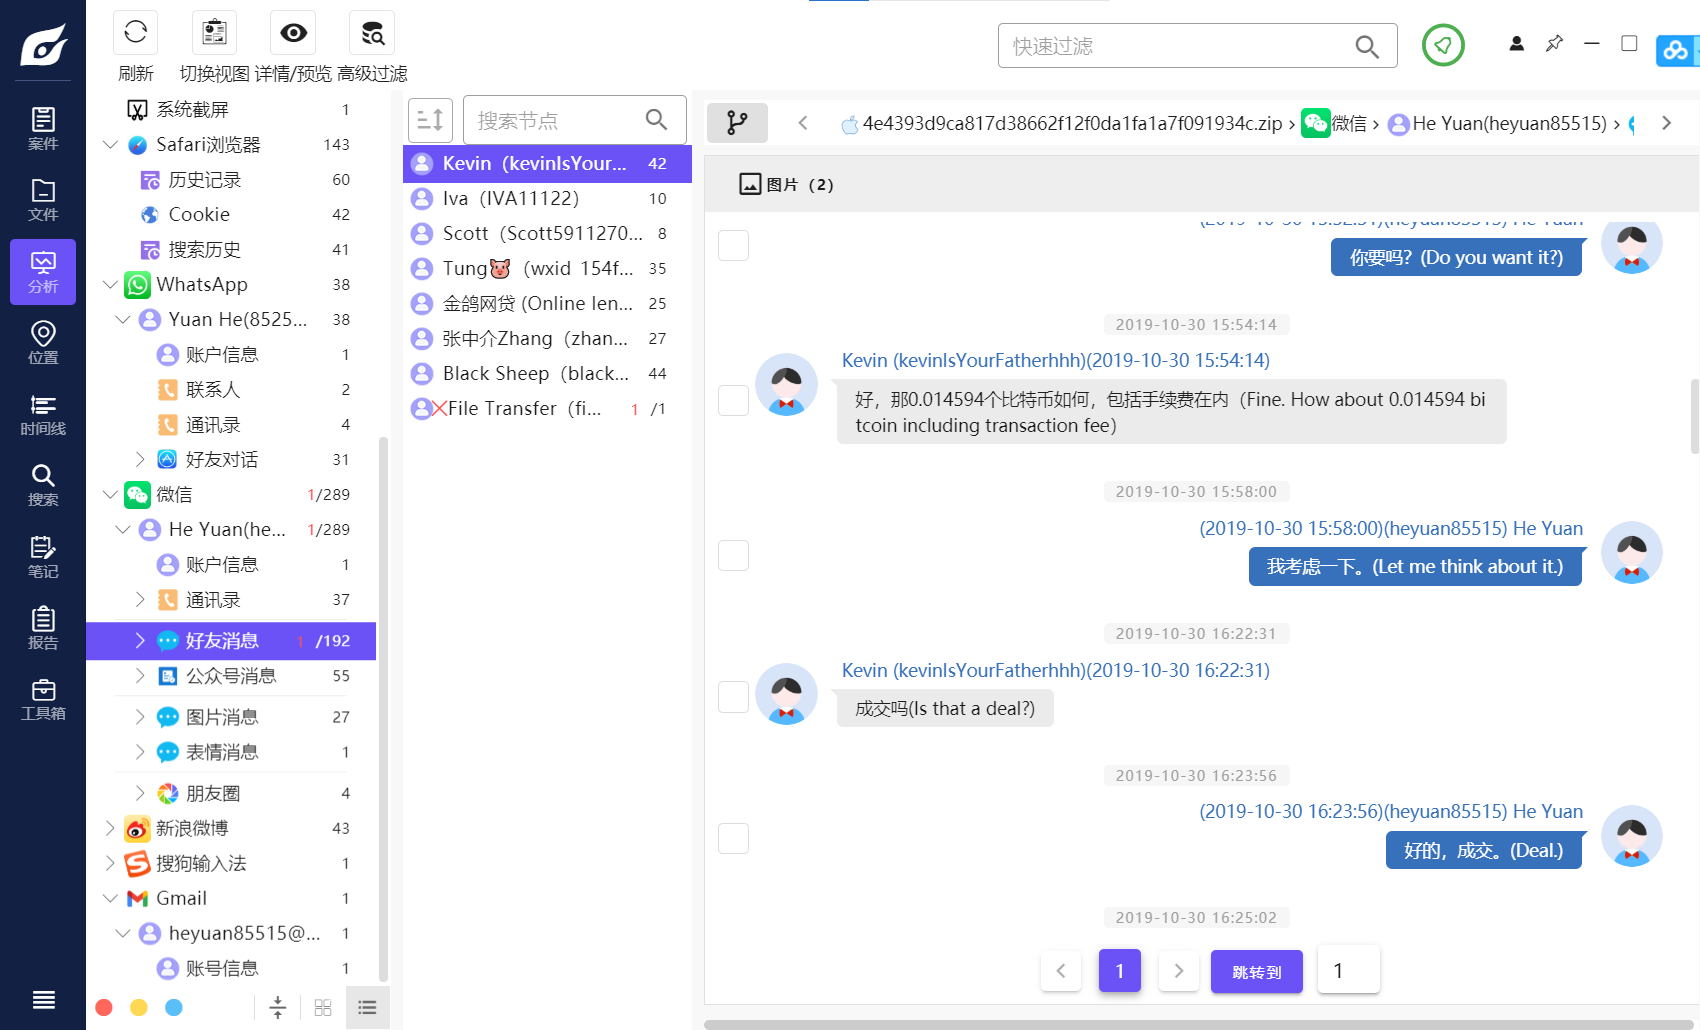 刷新
切换视图
详情/预览
高级过滤
快速过滤
案件
文件
分析
位置
时间线
搜索
笔记
报告
工具箱
系统截屏 1
Safari浏览器 143
历史记录 60
Cookie 42
搜索历史 41
WhatsApp 38
Yuan He(8525... 38
账户信息 1
联系人 2
通讯录 4
好友对话 31
微信 1/289
He Yuan(he... 1/289
账户信息 1
通讯录 37
好友消息 1 /192
公众号消息 55
图片消息 27
表情消息 1
朋友圈 4
新浪微博 43
搜狗输入法 1
Gmail 1
heyuan85515@... 1
账号信息 1
搜索节点
Kevin（kevinIsYour... 42
Iva（IVA11122） 10
Scott（Scott5911270... 8
Tung🐷（wxid_154f... 35
金鸽网贷 (Online len... 25
张中介Zhang（zhan... 27
Black Sheep（black... 44
File Transfer（fi... 1 /1
4e4393d9ca817d38662f12f0da1fa1a7f091934c.zip › 微信 › He Yuan(heyuan85515) ›
图片（2）
(2019-10-30 15:52:51)(heyuan85515) He Yuan
你要吗？(Do you want it?)
2019-10-30 15:54:14
Kevin (kevinIsYourFatherhhh)(2019-10-30 15:54:14)
好，那0.014594个比特币如何，包括手续费在内（Fine. How about 0.014594 bi
tcoin including transaction fee）
2019-10-30 15:58:00
(2019-10-30 15:58:00)(heyuan85515) He Yuan
我考虑一下。(Let me think about it.)
2019-10-30 16:22:31
Kevin (kevinIsYourFatherhhh)(2019-10-30 16:22:31)
成交吗(Is that a deal?)
2019-10-30 16:23:56
(2019-10-30 16:23:56)(heyuan85515) He Yuan
好的，成交。(Deal.)
2019-10-30 16:25:02
1
跳转到
1